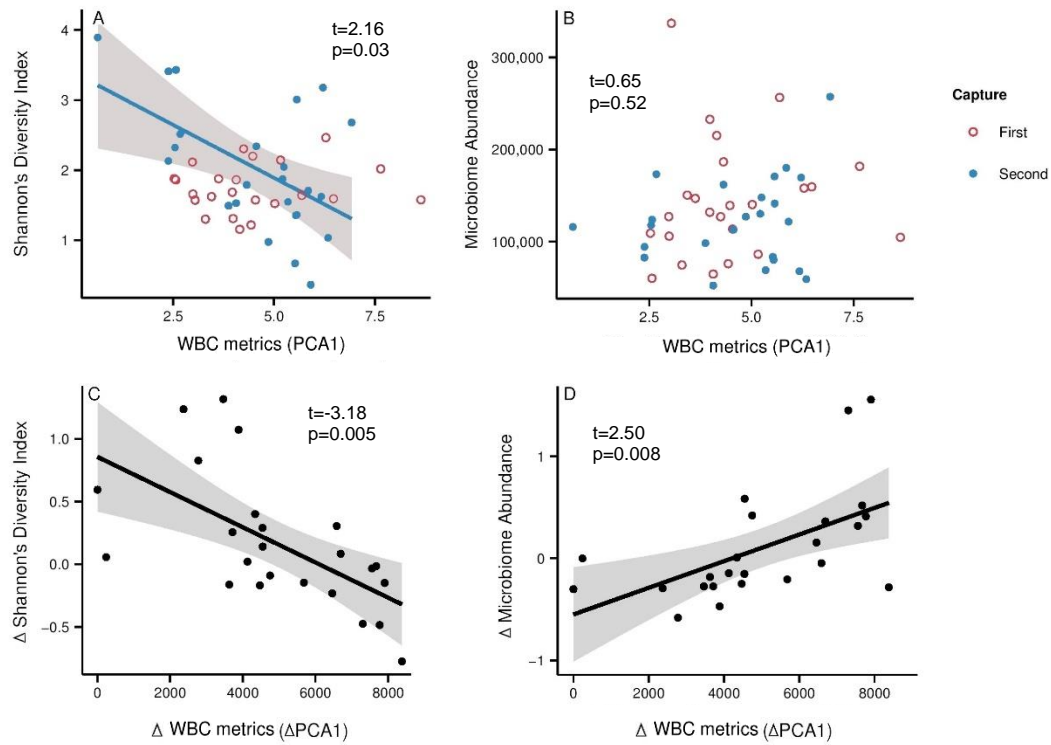 A
t=2.16
p=0.03
4
3
2
1
Shannon's Diversity Index
2.5
5.0
7.5
WBC metrics (PCA1)
B
t=0.65
p=0.52
300,000
200,000
100,000
Microbiome Abundance
2.5
5.0
7.5
WBC metrics (PCA1)
Capture
First
Second
C
t=-3.18
p=0.005
1.0
0.5
0.0
−0.5
Δ Shannon's Diversity Index
0
2000
4000
6000
8000
Δ WBC metrics (ΔPCA1)
D
t=2.50
p=0.008
1
0
−1
Δ Microbiome Abundance
0
2000
4000
6000
8000
Δ WBC metrics (ΔPCA1)